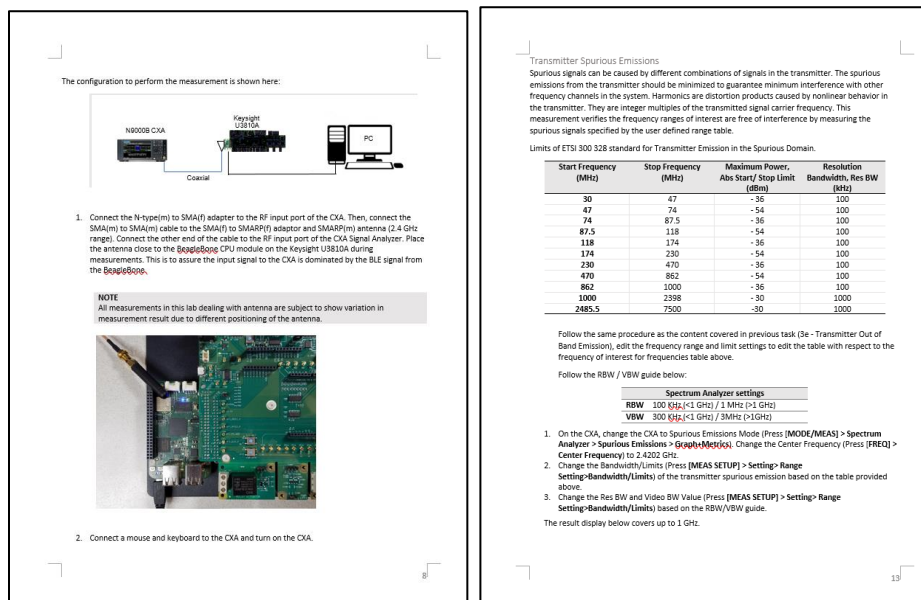 The configuration to perform the measurement is shown here:
N9000B CXA
Keysight
U3810A
PC
Coaxial
1. Connect the N-type(m) to SMA(f) adapter to the RF input port of the CXA. Then, connect the
SMA(m) to SMA(m) cable to the SMA(f) to SMARP(f) adaptor and SMARP(m) antenna (2.4 GHz
range). Connect the other end of the cable to the RF input port of the CXA Signal Analyzer. Place
the antenna close to the BeagleBone CPU module on the Keysight U3810A during
measurements. This is to assure the input signal to the CXA is dominated by the BLE signal from
the BeagleBone.
NOTE
All measurements in this lab dealing with antenna are subject to show variation in
measurement result due to different positioning of the antenna.
2. Connect a mouse and keyboard to the CXA and turn on the CXA.
8
Transmitter Spurious Emissions
Spurious signals can be caused by different combinations of signals in the transmitter. The spurious
emissions from the transmitter should be minimized to guarantee minimum interference with other
frequency channels in the system. Harmonics are distortion products caused by nonlinear behavior in
the transmitter. They are integer multiples of the transmitted signal carrier frequency. This
measurement verifies the frequency ranges of interest are free of interference by measuring the
spurious signals specified by the user defined range table.
Limits of ETSI 300 328 standard for Transmitter Emission in the Spurious Domain.
Start Frequency (MHz) Stop Frequency (MHz) Maximum Power, Abs Start/ Stop Limit (dBm) Resolution Bandwidth, Res BW (kHz)
30 47 - 36 100
47 74 - 54 100
74 87.5 - 36 100
87.5 118 - 54 100
118 174 - 36 100
174 230 - 54 100
230 470 - 36 100
470 862 - 54 100
862 1000 - 36 100
1000 2398 - 30 1000
2485.5 7500 -30 1000
Follow the same procedure as the content covered in previous task (3e - Transmitter Out of
Band Emission), edit the frequency range and limit settings to edit the table with respect to the
frequency of interest for frequencies table above.
Follow the RBW / VBW guide below:
Spectrum Analyzer settings
RBW 100 KHz (<1 GHz) / 1 MHz (>1 GHz)
VBW 300 KHz (<1 GHz) / 3MHz (>1GHz)
1. On the CXA, change the CXA to Spurious Emissions Mode (Press [MODE/MEAS] > Spectrum
Analyzer > Spurious Emissions > Graph+Metrics). Change the Center Frequency (Press [FREQ] >
Center Frequency) to 2.4202 GHz.
2. Change the Bandwidth/Limits (Press [MEAS SETUP] > Setting> Range
Setting>Bandwidth/Limits) of the transmitter spurious emission based on the table provided
above.
3. Change the Res BW and Video BW Value (Press [MEAS SETUP] > Setting> Range
Setting>Bandwidth/Limits) based on the RBW/VBW guide.
The result display below covers up to 1 GHz.
13